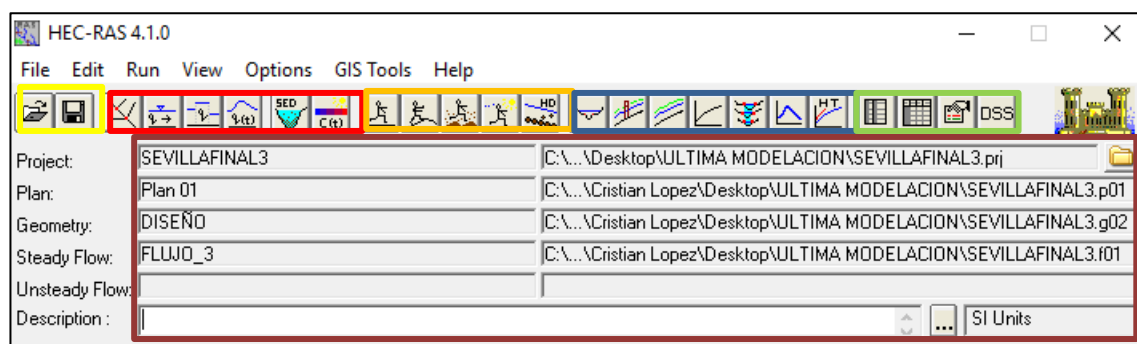 HEC-RAS 4.1.0
File Edit Run View Options GIS Tools Help
SED C(t) HD HT DSS
Project: SEVILLAFINAL3 C:\...\Desktop\ULTIMA MODELACION\SEVILLAFINAL3.prj
Plan: Plan 01 C:\...\Cristian Lopez\Desktop\ULTIMA MODELACION\SEVILLAFINAL3.p01
Geometry: DISEÑO C:\...\Cristian Lopez\Desktop\ULTIMA MODELACION\SEVILLAFINAL3.g02
Steady Flow: FLUJO_3 C:\...\Cristian Lopez\Desktop\ULTIMA MODELACION\SEVILLAFINAL3.f01
Unsteady Flow:
Description : ... SI Units